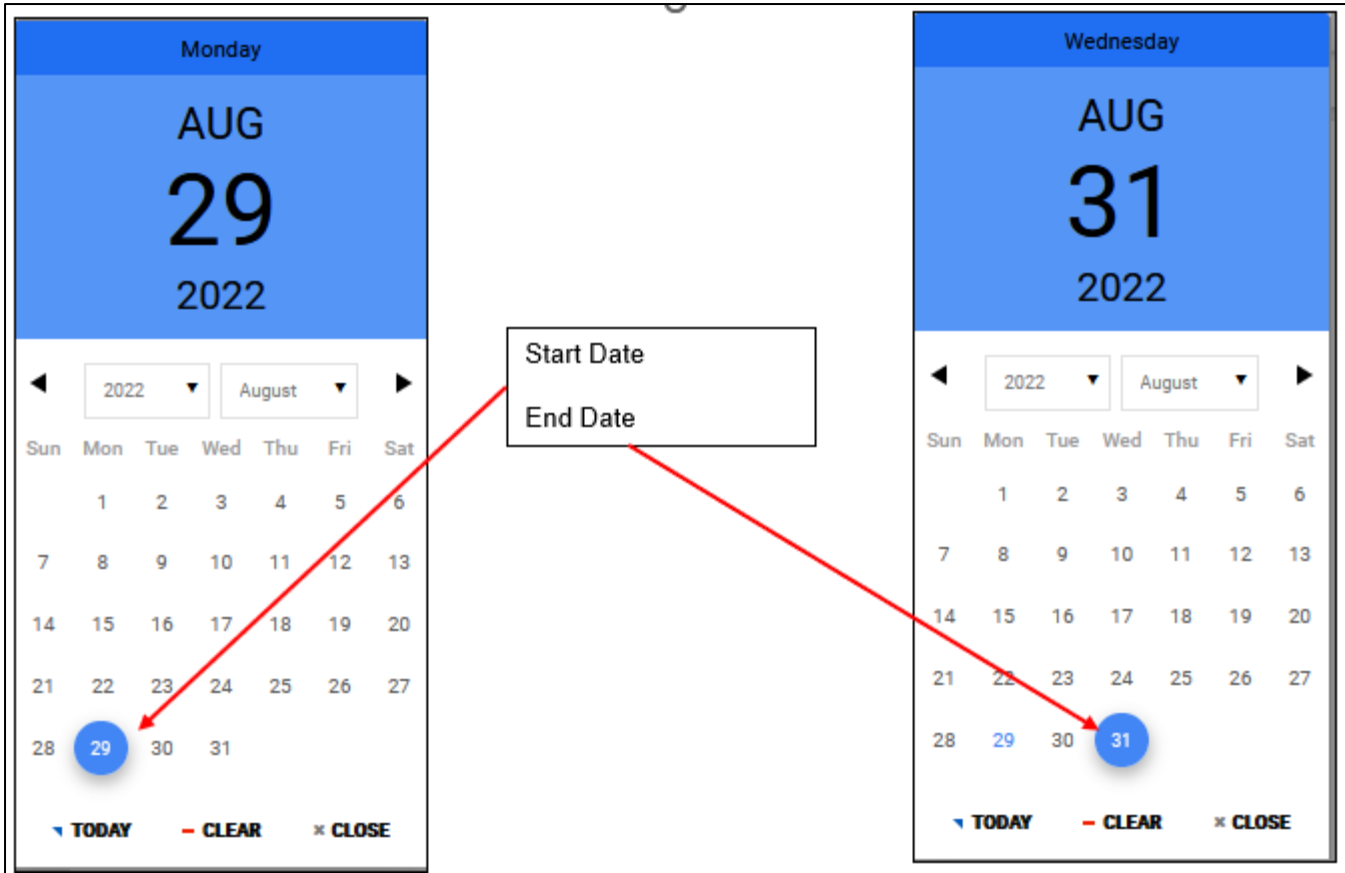 Monday
AUG
29
2022
2022 August
Sun Mon Tue Wed Thu Fri Sat
1 2 3 4 5 6
7 8 9 10 11 12 13
14 15 16 17 18 19 20
21 22 23 24 25 26 27
28 29 30 31
TODAY CLEAR CLOSE
Start Date
End Date
Wednesday
AUG
31
2022
2022 August
Sun Mon Tue Wed Thu Fri Sat
1 2 3 4 5 6
7 8 9 10 11 12 13
14 15 16 17 18 19 20
21 22 23 24 25 26 27
28 29 30 31
TODAY CLEAR CLOSE